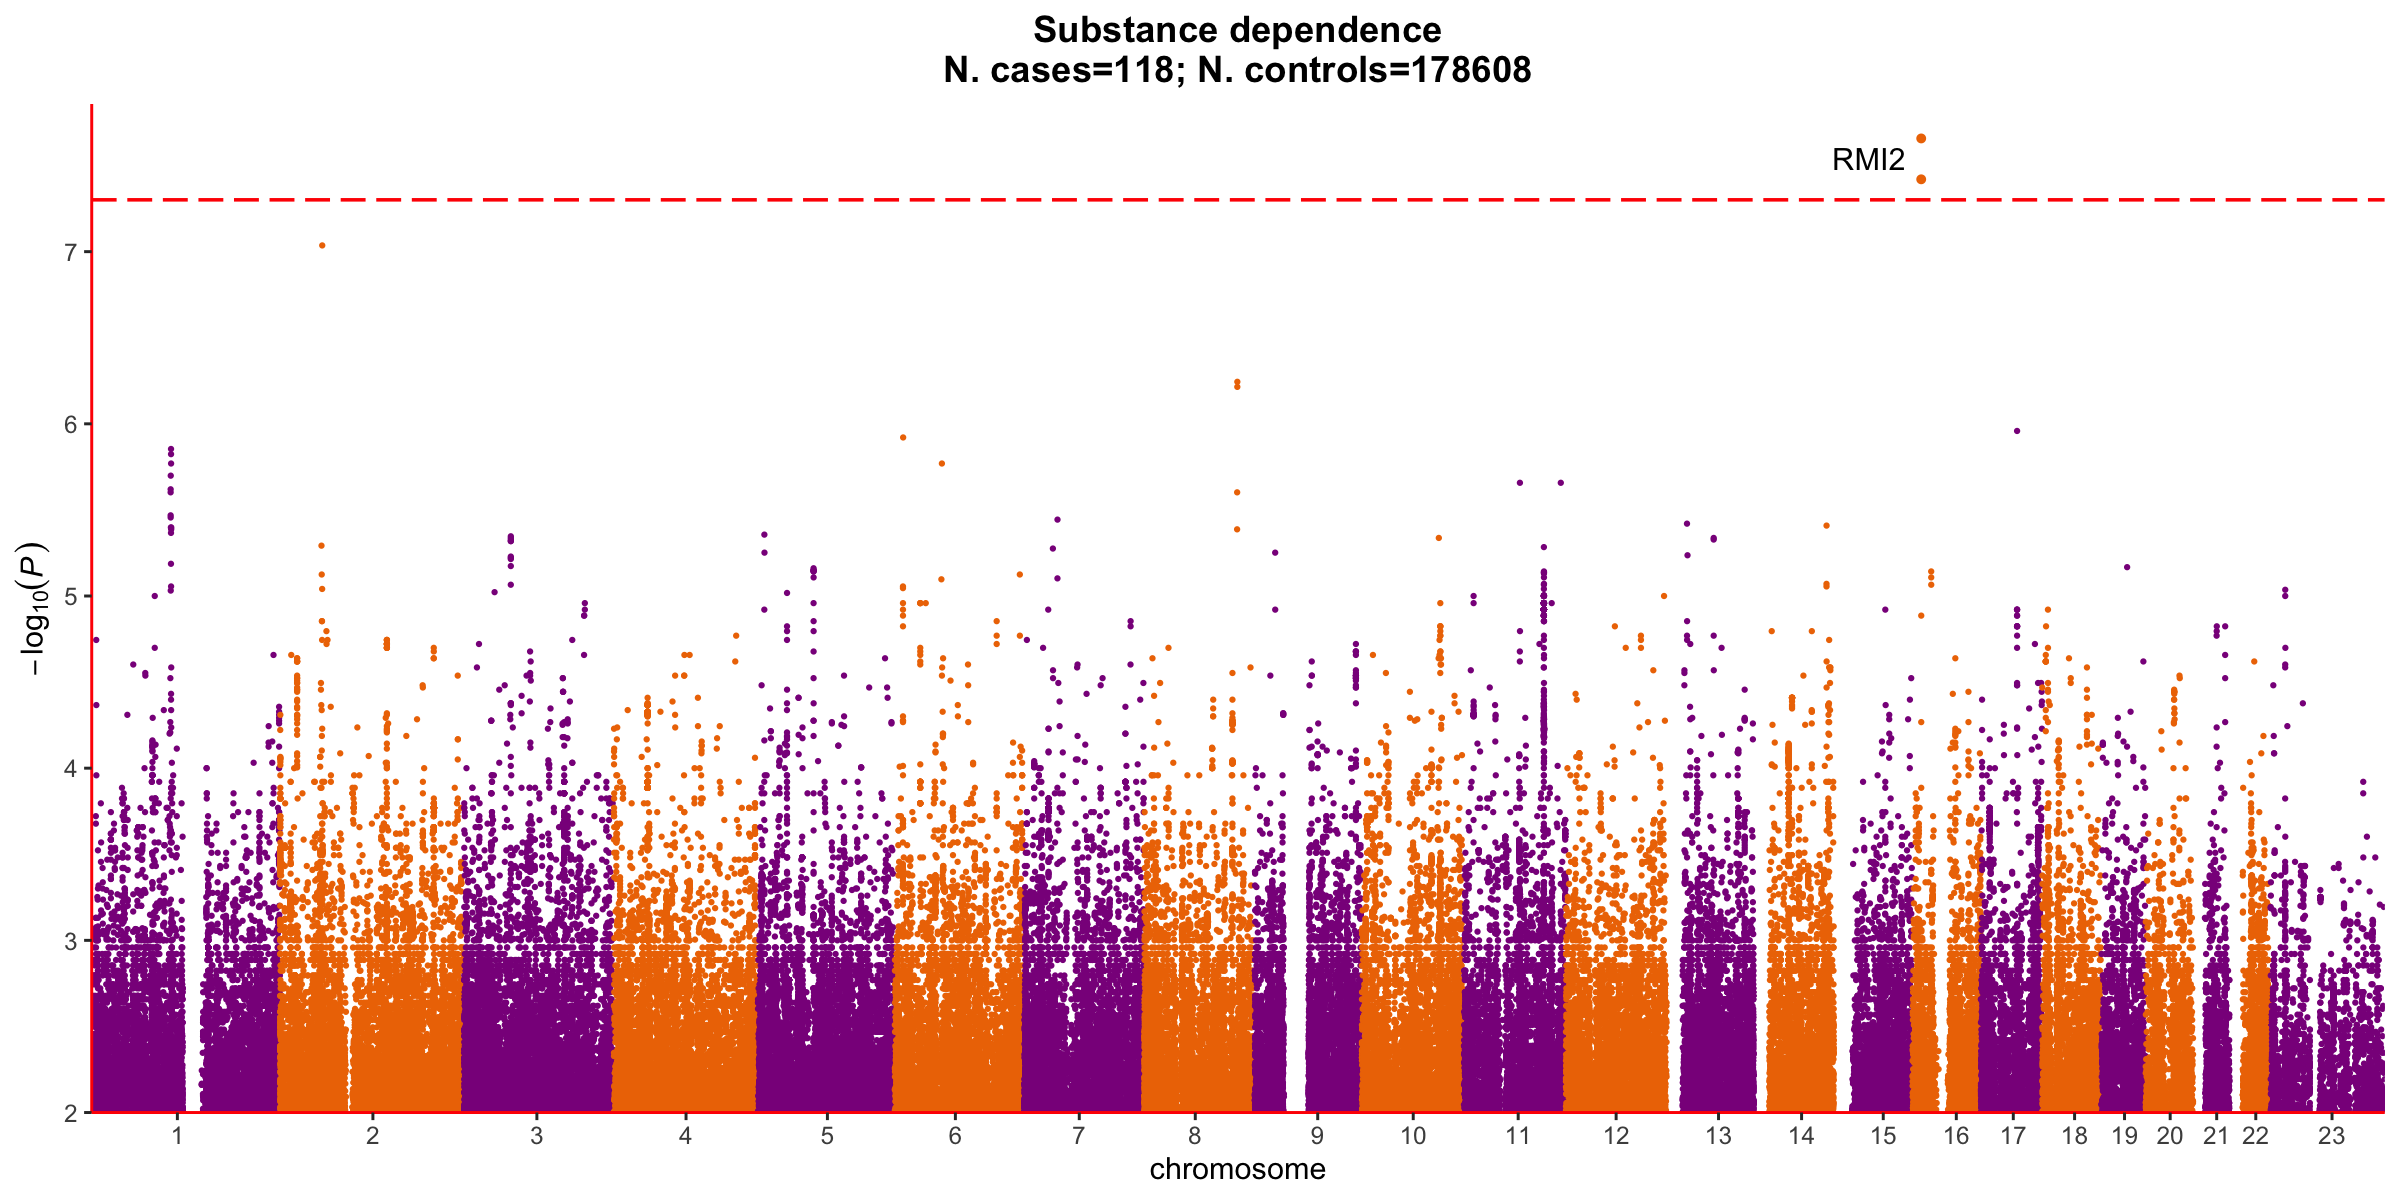 Substance dependence
N. cases=118; N. controls=178608
RMI2
7
6
5
4
3
2
−log10(P)
1 2 3 4 5 6 7 8 9 10 11 12 13 14 15 16 17 18 19 20 21 22 23
chromosome